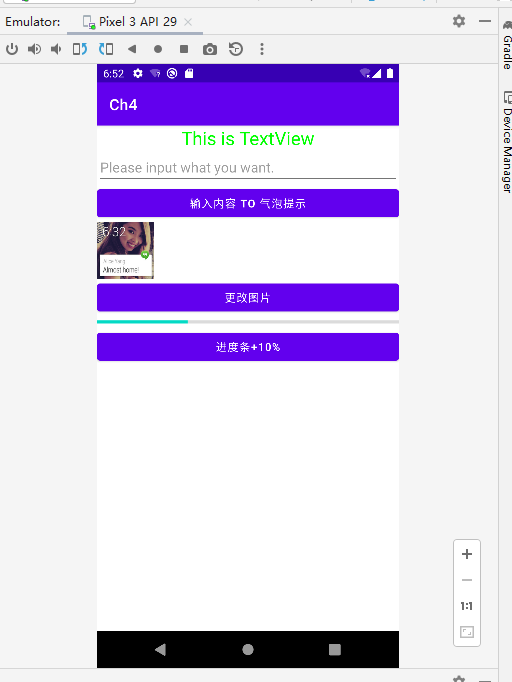 Emulator:
Pixel 3 API 29
Gradle
Device Manager
6:52
Ch4
This is TextView
Please input what you want.
输入内容 TO 气泡提示
6:32
Almost home!
更改图片
进度条+10%
1:1